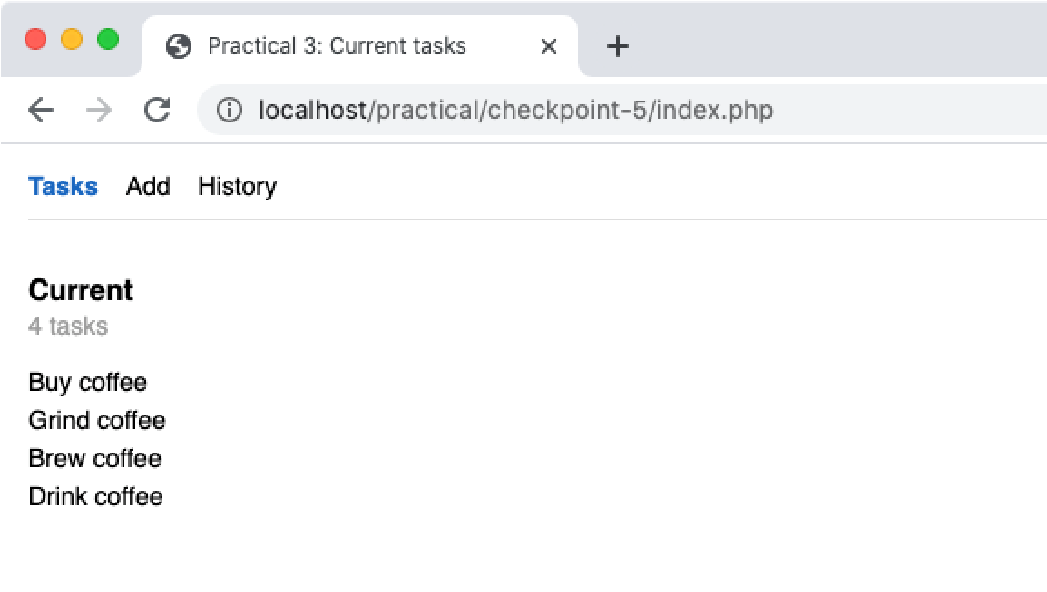 Practical 3: Current tasks
localhost/practical/checkpoint-5/index.php
Tasks Add History
Current
4 tasks
Buy coffee
Grind coffee
Brew coffee
Drink coffee